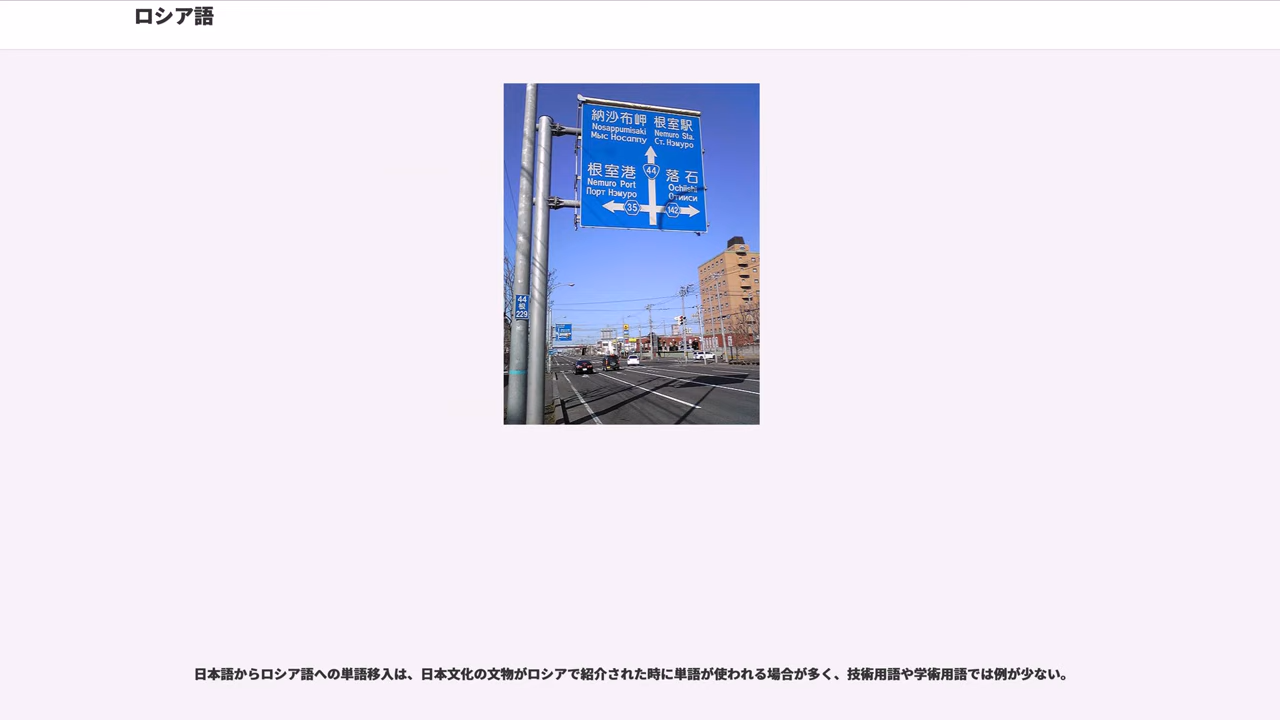 ロシア語
納沙布岬 根室駅
Nosappumisaki Nemuro Sta.
Мыс Носаппу Ст. Нэмуро
44
根室港 落石
Nemuro Port Ochiishi
Порт Нэмуро Отииси
35 142
44
根
229
日本語からロシア語への単語移入は、日本文化の文物がロシアで紹介された時に単語が使われる場合が多く、技術用語や学術用語では例が少ない。